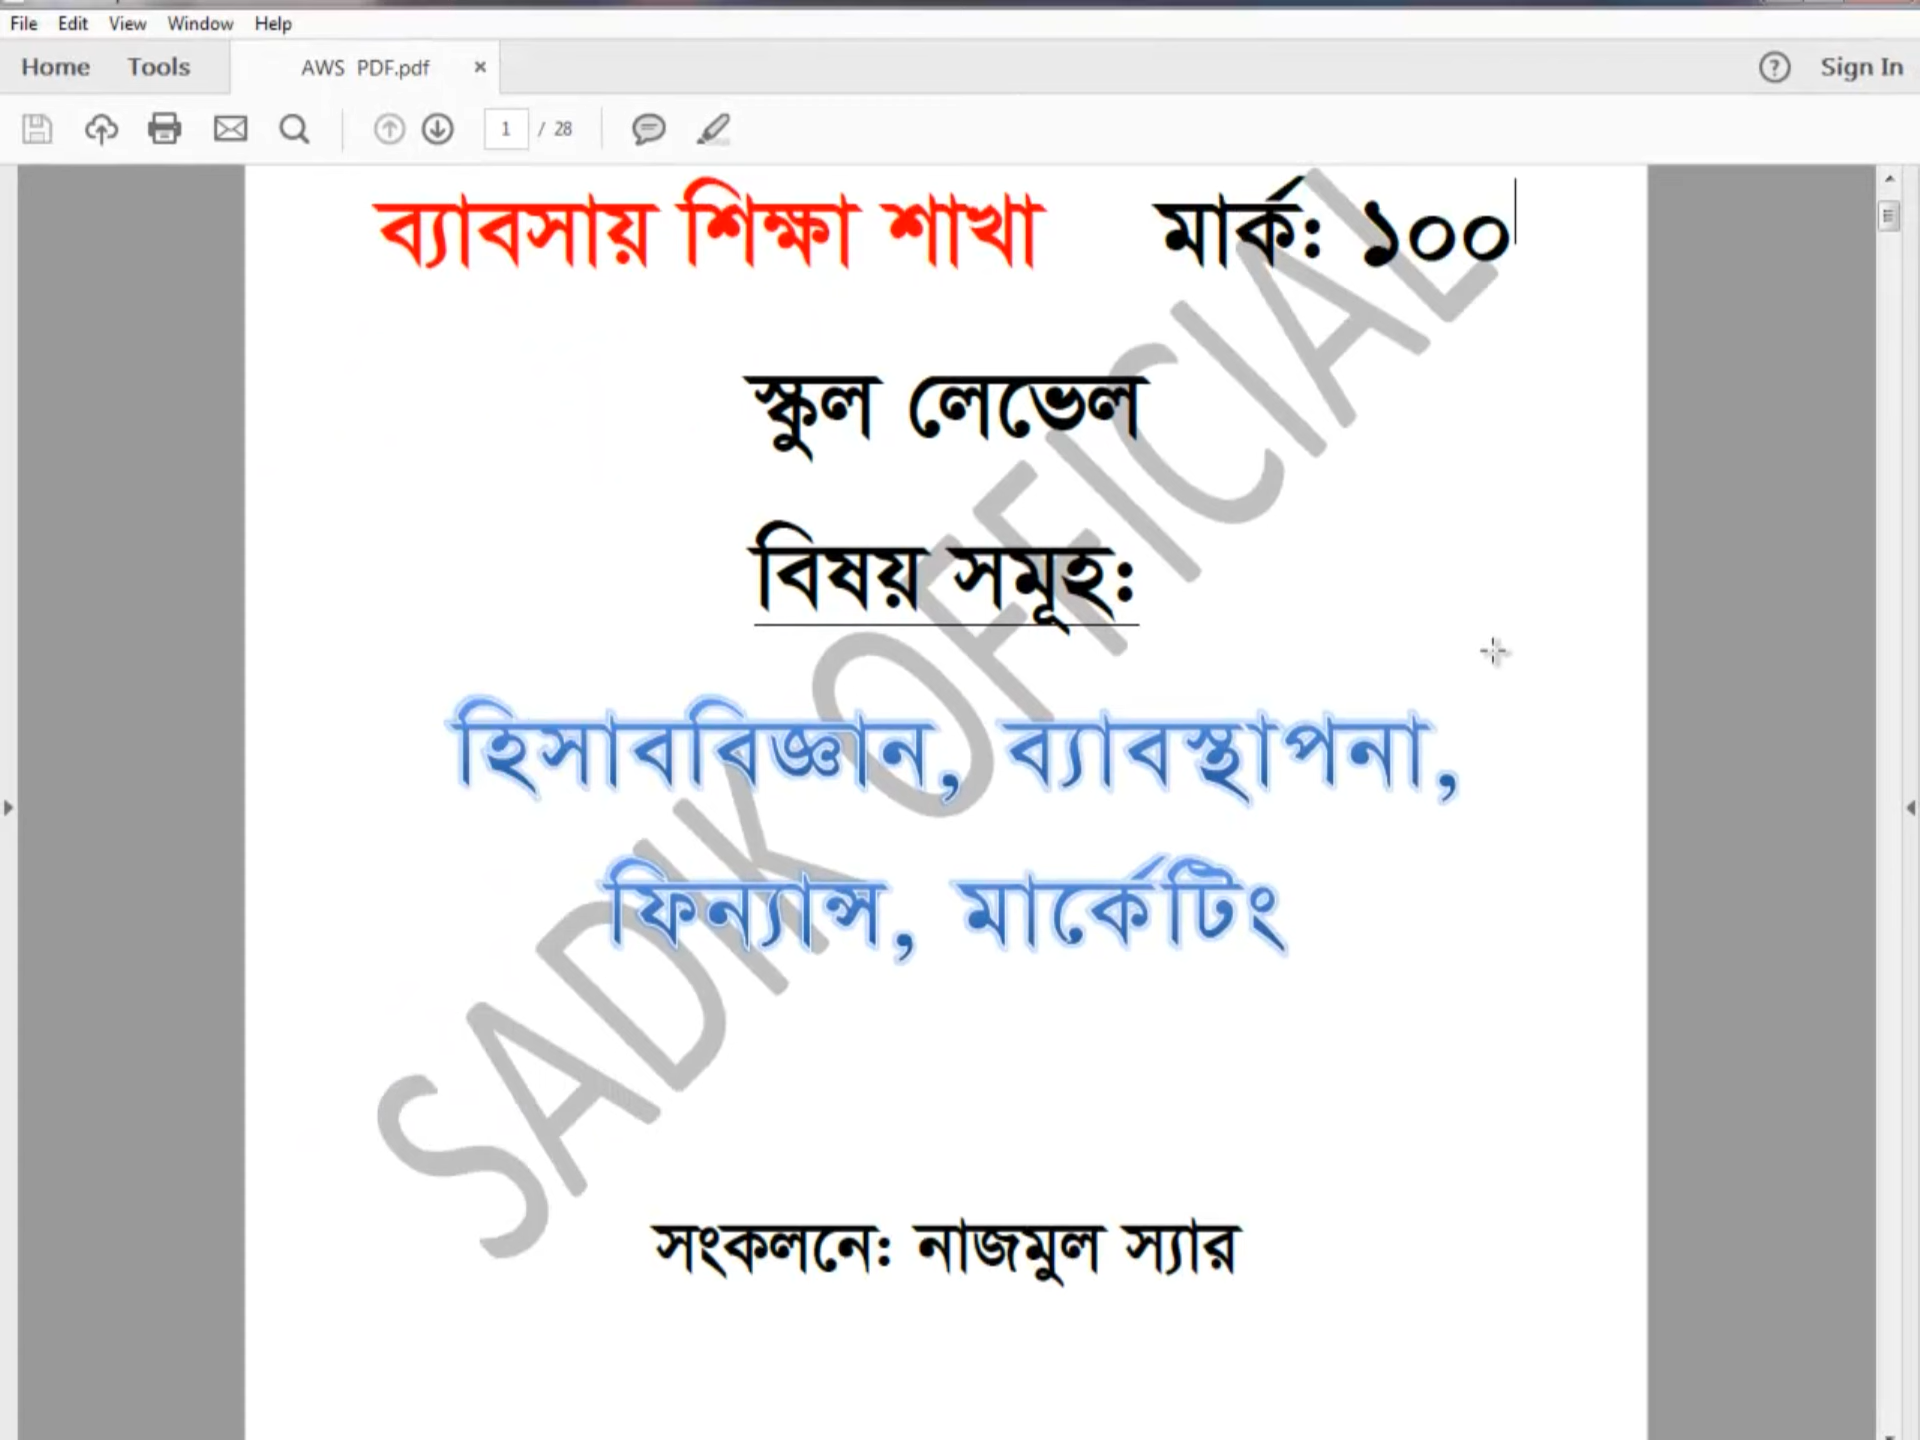 File Edit View Window Help
Home Tools AWS PDF.pdf × ? Sign In
1 / 28
ব্যাবসায় শিক্ষা শাখা মার্ক: ১০০
স্কুল লেভেল
বিষয় সমূহ:
হিসাববিজ্ঞান, ব্যাবস্থাপনা,
ফিন্যান্স, মার্কেটিং
সংকলনে: নাজমুল স্যার
SADIK OFFICIAL